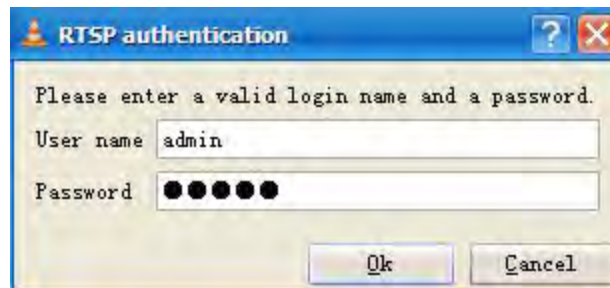 RTSP authentication
Please enter a valid login name and a password.
User name admin
Password ●●●●●
Ok Cancel